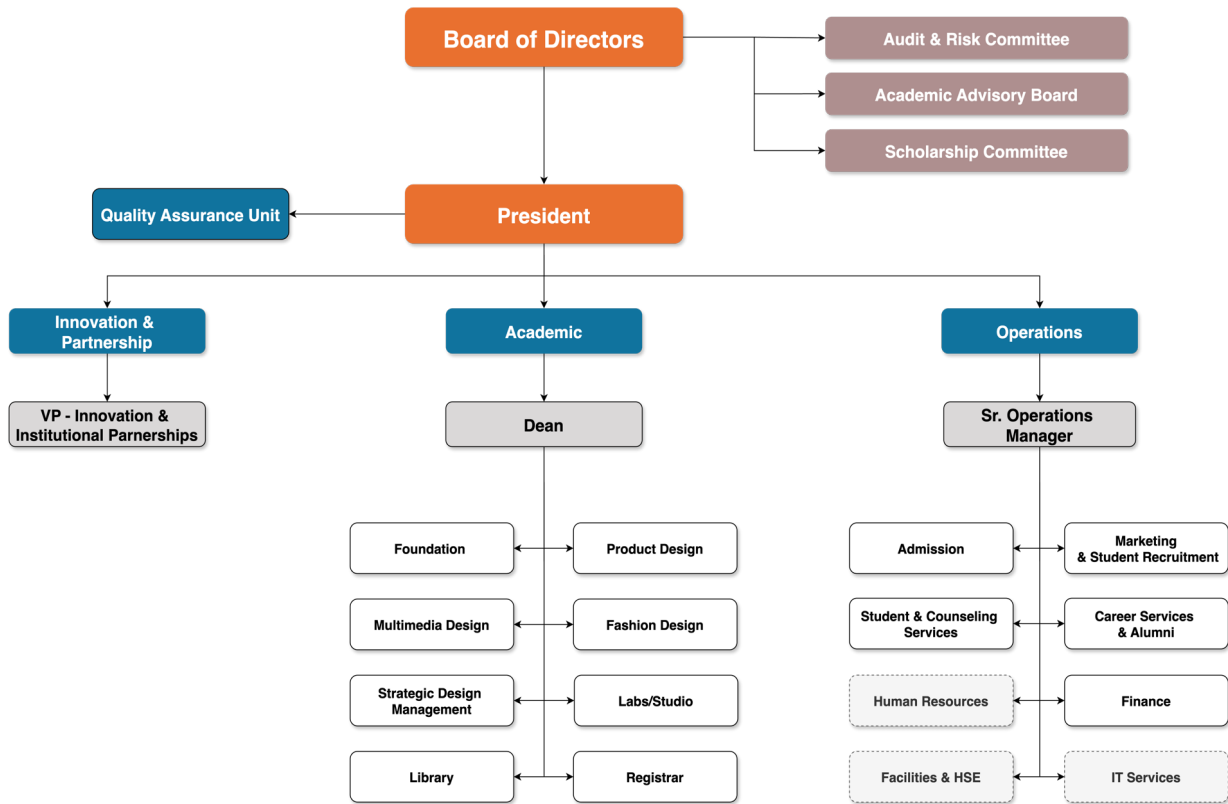 Board of Directors
Audit & Risk Committee
Academic Advisory Board
Scholarship Committee
Quality Assurance Unit
President
Innovation &
Partnership
Academic
Operations
VP - Innovation &
Institutional Parnerships
Dean
Sr. Operations
Manager
Foundation
Product Design
Admission
Marketing
& Student Recruitment
Multimedia Design
Fashion Design
Student & Counseling
Services
Career Services
& Alumni
Strategic Design
Management
Labs/Studio
Human Resources
Finance
Library
Registrar
Facilities & HSE
IT Services